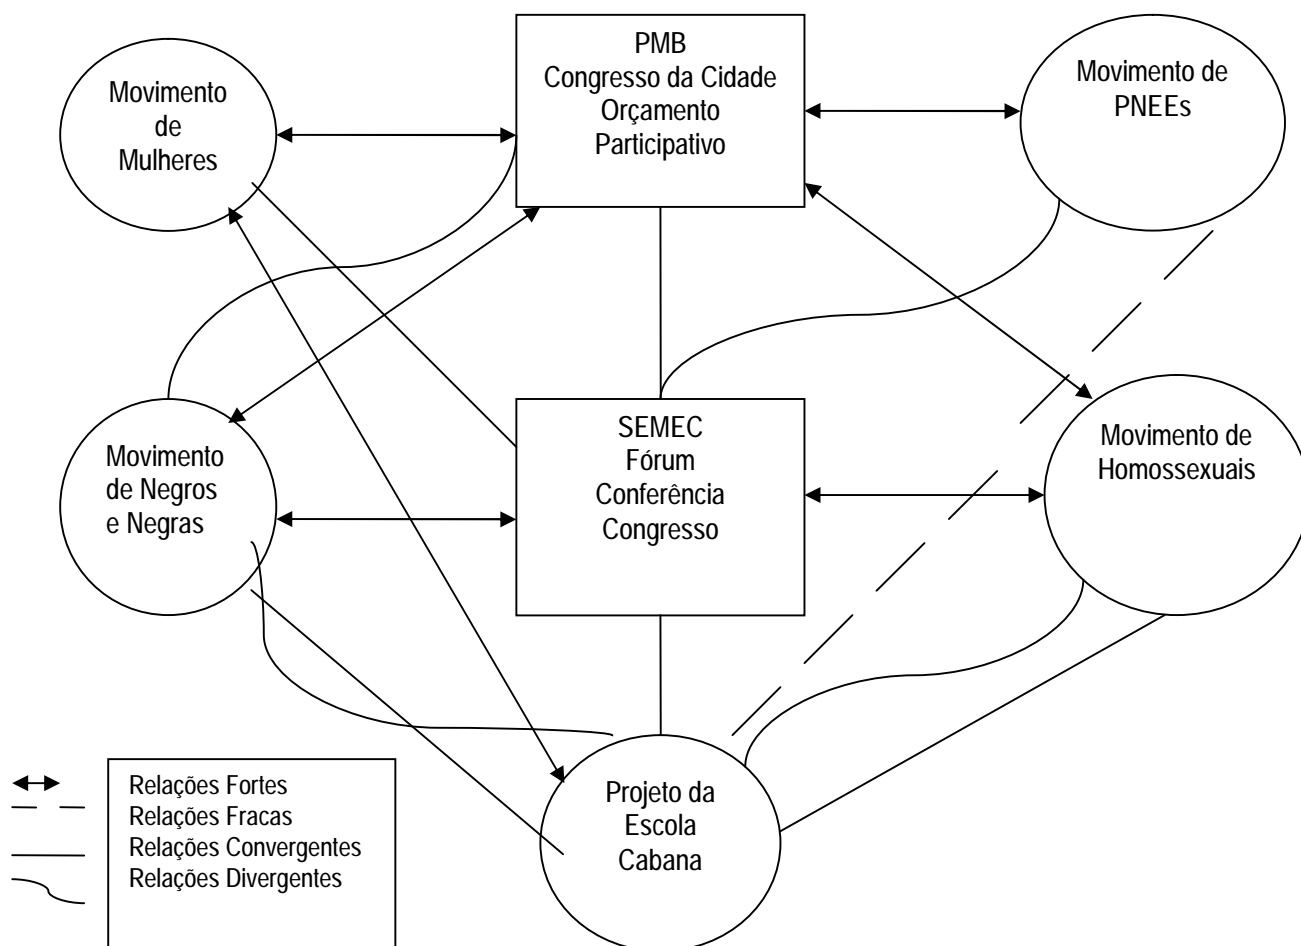 PMB
Congresso da Cidade
Orçamento
Participativo
Movimento
de
Mulheres
Movimento de
PNEEs
Movimento
de Negros
e Negras
SEMEC
Fórum
Conferência
Congresso
Movimento de
Homossexuais
Projeto da
Escola
Cabana
Relações Fortes
Relações Fracas
Relações Convergentes
Relações Divergentes